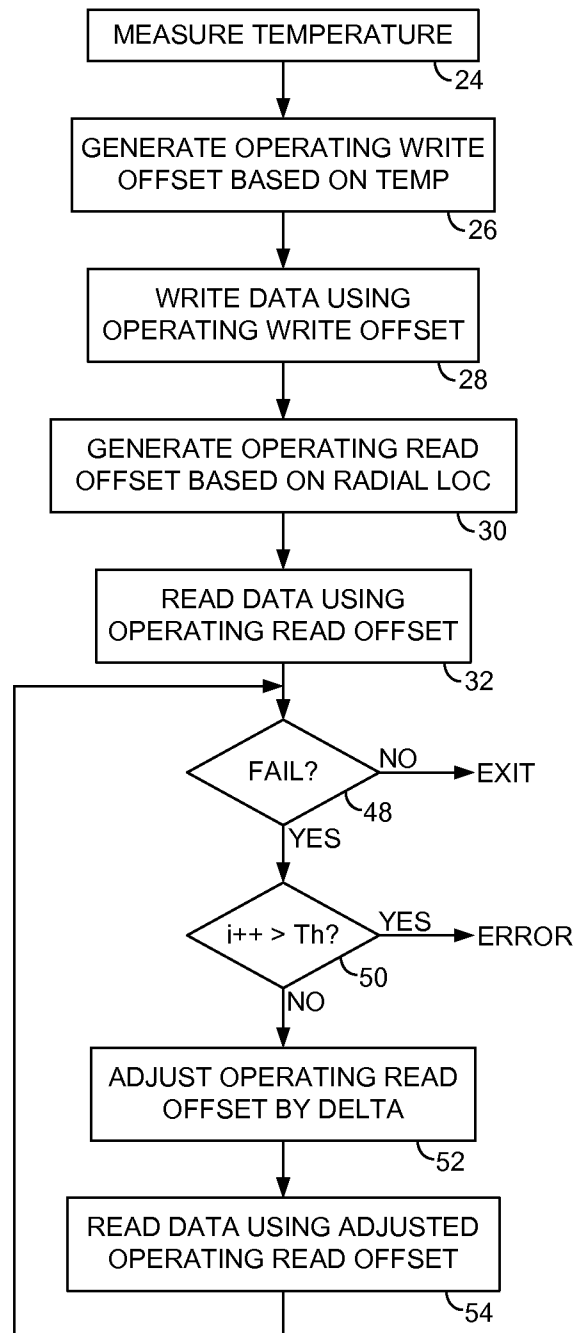 MEASURE TEMPERATURE
24
GENERATE OPERATING WRITE
OFFSET BASED ON TEMP
26
WRITE DATA USING
OPERATING WRITE OFFSET
28
GENERATE OPERATING READ
OFFSET BASED ON RADIAL LOC
30
READ DATA USING
OPERATING READ OFFSET
32
FAIL?
NO
EXIT
48
YES
i++ > Th?
YES
ERROR
50
NO
ADJUST OPERATING READ
OFFSET BY DELTA
52
READ DATA USING ADJUSTED
OPERATING READ OFFSET
54